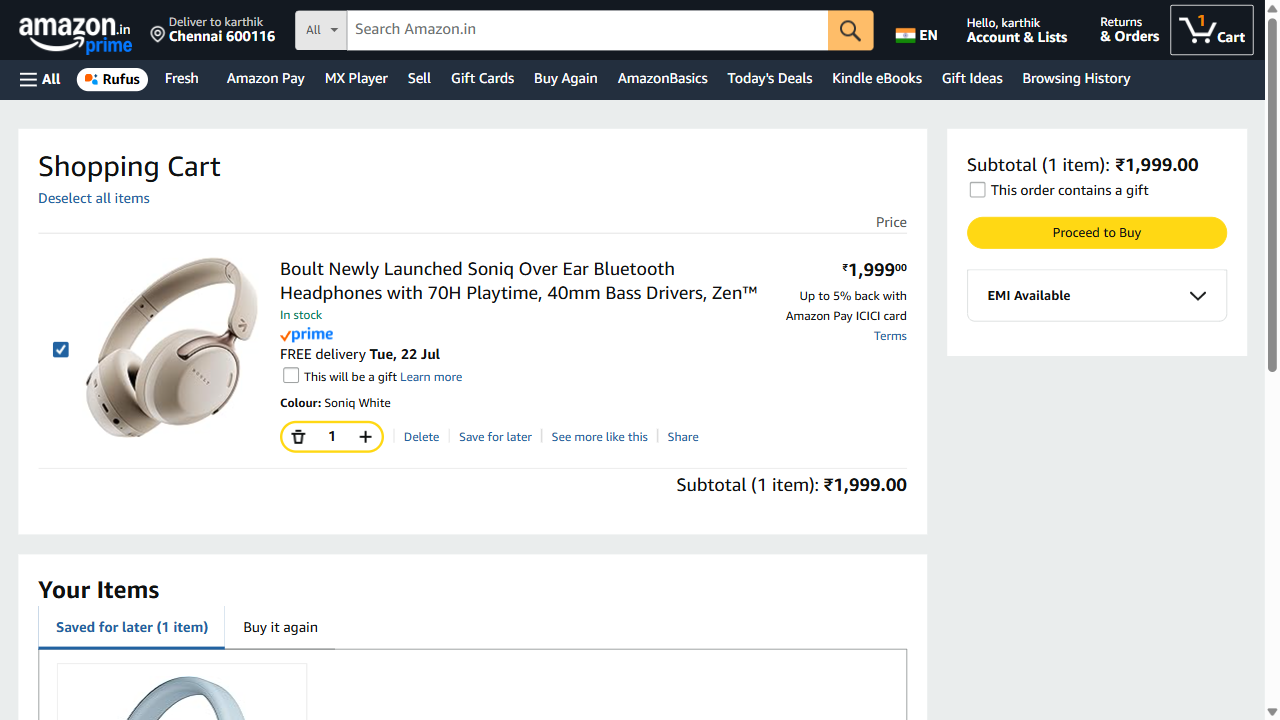 amazon.in
prime
Deliver to karthik
Chennai 600116
All
Search Amazon.in
EN
Hello, karthik
Account & Lists
Returns
& Orders
1
Cart
All
Rufus
Fresh
Amazon Pay
MX Player
Sell
Gift Cards
Buy Again
AmazonBasics
Today's Deals
Kindle eBooks
Gift Ideas
Browsing History
Shopping Cart
Deselect all items
Price
Boult Newly Launched Soniq Over Ear Bluetooth
Headphones with 70H Playtime, 40mm Bass Drivers, Zen™
₹1,99900
In stock
Up to 5% back with
Amazon Pay ICICI card
Terms
prime
FREE delivery Tue, 22 Jul
This will be a gift Learn more
Colour: Soniq White
1
Delete
Save for later
See more like this
Share
Subtotal (1 item): ₹1,999.00
Subtotal (1 item): ₹1,999.00
This order contains a gift
Proceed to Buy
EMI Available
Your Items
Saved for later (1 item)
Buy it again